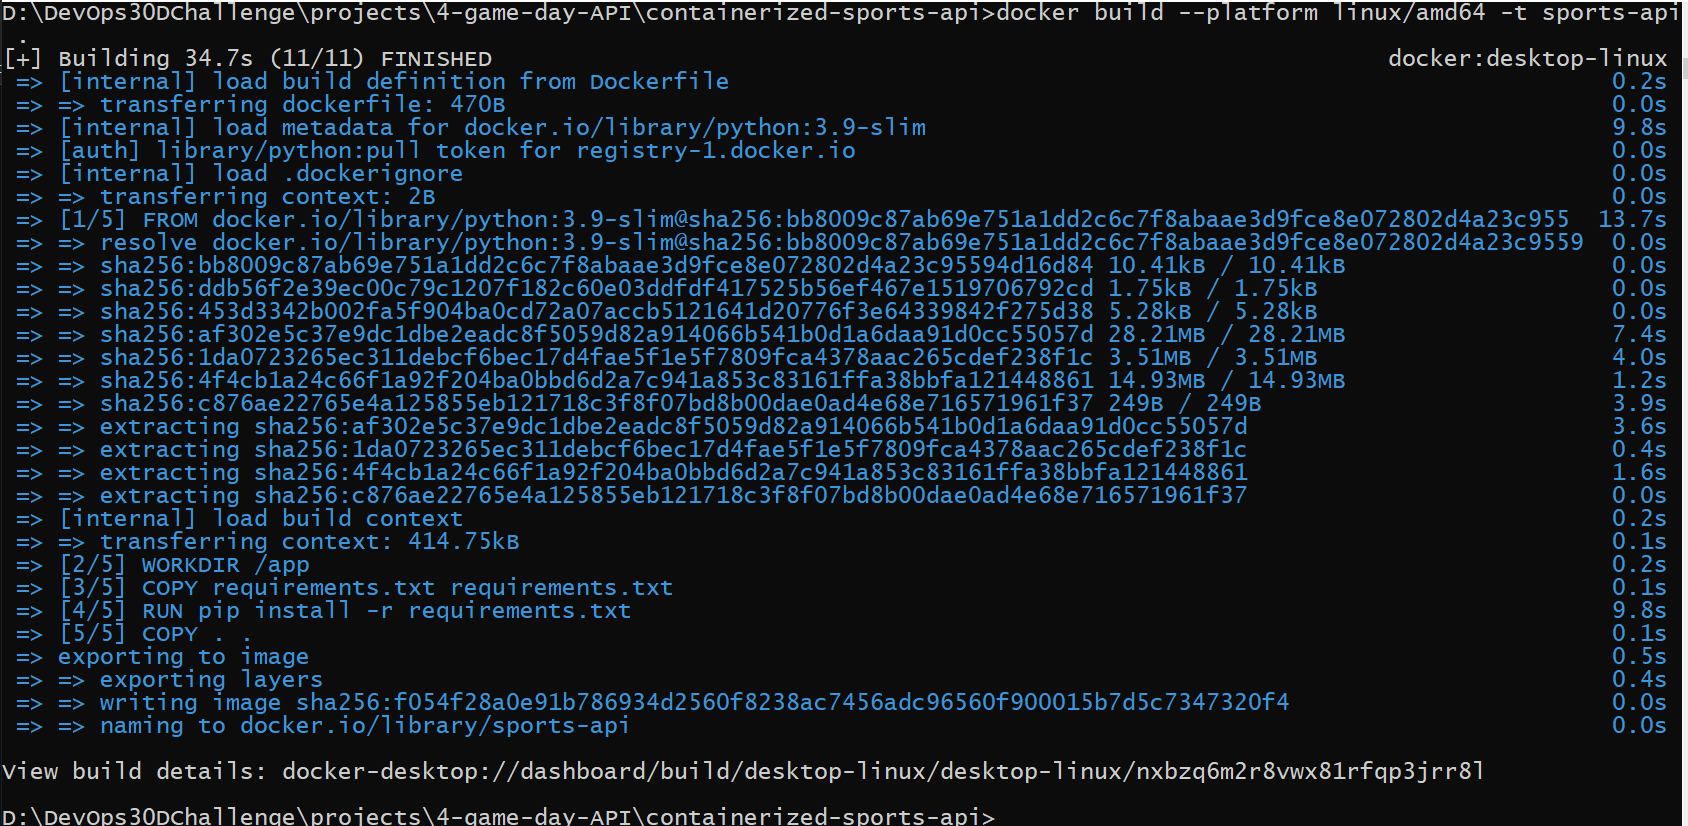 D:\DevOps30DChallenge\projects\4-game-day-API\containerized-sports-api>docker build --platform linux/amd64 -t sports-api
.
[+] Building 34.7s (11/11) FINISHED docker:desktop-linux
=> [internal] load build definition from Dockerfile 0.2s
=> => transferring dockerfile: 470B 0.0s
=> [internal] load metadata for docker.io/library/python:3.9-slim 9.8s
=> [auth] library/python:pull token for registry-1.docker.io 0.0s
=> [internal] load .dockerignore 0.0s
=> => transferring context: 2B 0.0s
=> [1/5] FROM docker.io/library/python:3.9-slim@sha256:bb8009c87ab69e751a1dd2c6c7f8abaae3d9fce8e072802d4a23c955 13.7s
=> => resolve docker.io/library/python:3.9-slim@sha256:bb8009c87ab69e751a1dd2c6c7f8abaae3d9fce8e072802d4a23c9559 0.0s
=> => sha256:bb8009c87ab69e751a1dd2c6c7f8abaae3d9fce8e072802d4a23c95594d16d84 10.41kB / 10.41kB 0.0s
=> => sha256:ddb56f2e39ec00c79c1207f182c60e03ddfdf417525b56ef467e1519706792cd 1.75kB / 1.75kB 0.0s
=> => sha256:453d3342b002fa5f904ba0cd72a07accb5121641d20776f3e64339842f275d38 5.28kB / 5.28kB 0.0s
=> => sha256:af302e5c37e9dc1dbe2eadc8f5059d82a914066b541b0d1a6daa91d0cc55057d 28.21MB / 28.21MB 7.4s
=> => sha256:1da0723265ec311debcf6bec17d4fae5f1e5f7809fca4378aac265cdef238f1c 3.51MB / 3.51MB 4.0s
=> => sha256:4f4cb1a24c66f1a92f204ba0bbd6d2a7c941a853c83161ffa38bbfa121448861 14.93MB / 14.93MB 1.2s
=> => sha256:c876ae22765e4a125855eb121718c3f8f07bd8b00dae0ad4e68e716571961f37 249B / 249B 3.9s
=> => extracting sha256:af302e5c37e9dc1dbe2eadc8f5059d82a914066b541b0d1a6daa91d0cc55057d 3.6s
=> => extracting sha256:1da0723265ec311debcf6bec17d4fae5f1e5f7809fca4378aac265cdef238f1c 0.4s
=> => extracting sha256:4f4cb1a24c66f1a92f204ba0bbd6d2a7c941a853c83161ffa38bbfa121448861 1.6s
=> => extracting sha256:c876ae22765e4a125855eb121718c3f8f07bd8b00dae0ad4e68e716571961f37 0.0s
=> [internal] load build context 0.2s
=> => transferring context: 414.75kB 0.1s
=> [2/5] WORKDIR /app 0.2s
=> [3/5] COPY requirements.txt requirements.txt 0.1s
=> [4/5] RUN pip install -r requirements.txt 9.8s
=> [5/5] COPY . . 0.1s
=> exporting to image 0.5s
=> => exporting layers 0.4s
=> => writing image sha256:f054f28a0e91b786934d2560f8238ac7456adc96560f900015b7d5c7347320f4 0.0s
=> => naming to docker.io/library/sports-api 0.0s
View build details: docker-desktop://dashboard/build/desktop-linux/desktop-linux/nxbzq6m2r8vwx81rfqp3jrr8l
D:\DevOps30DChallenge\projects\4-game-day-API\containerized-sports-api>